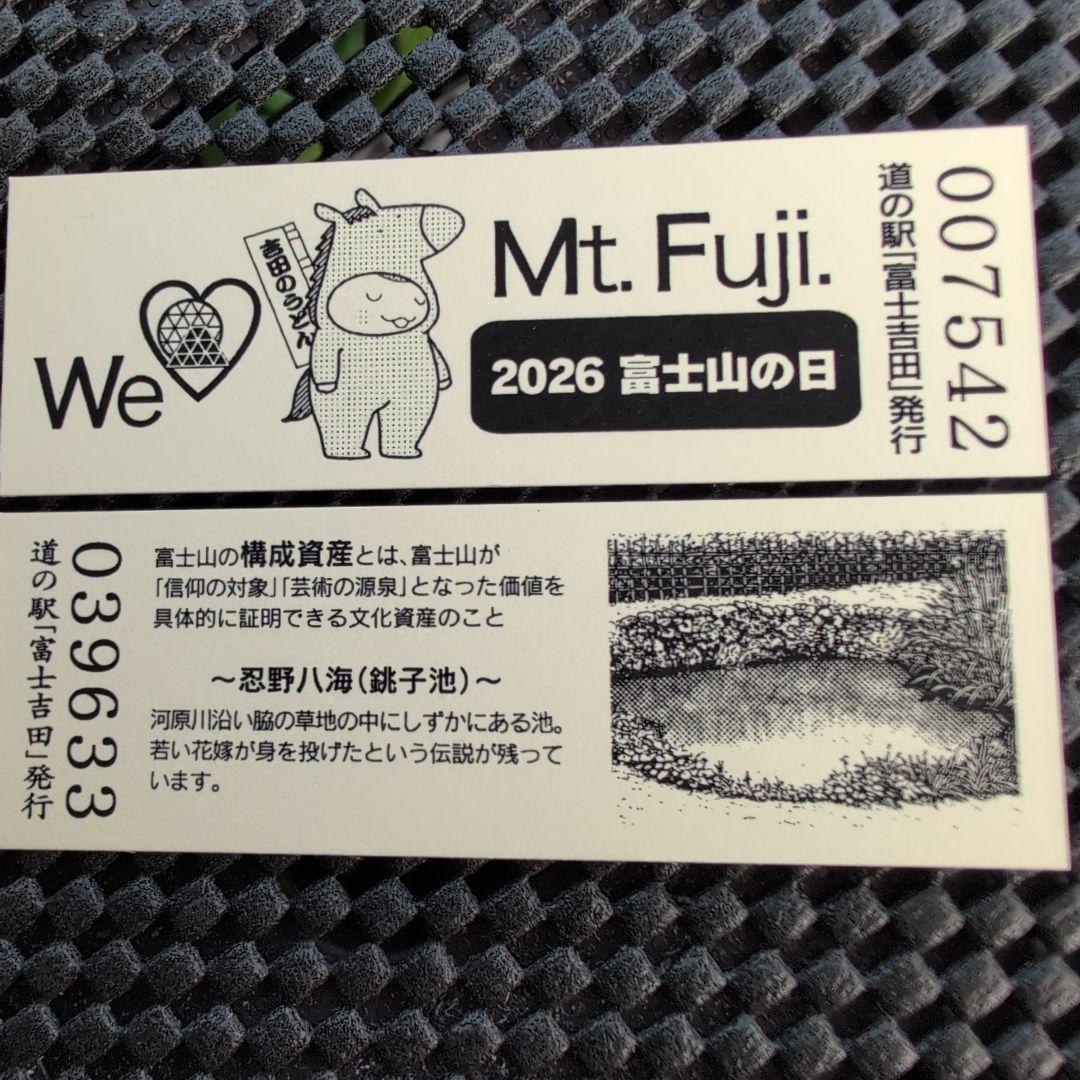 We
吉田のうどん
Mt. Fuji.
2026 富士山の日
道の駅「富士吉田」発行
007542
道の駅「富士吉田」発行
039633
富士山の構成資産とは、富士山が
「信仰の対象」「芸術の源泉」となった価値を
具体的に証明できる文化資産のこと
～忍野八海（銚子池）～
河原川沿い脇の草地の中にしずかにある池。
若い花嫁が身を投げたという伝説が残って
います。